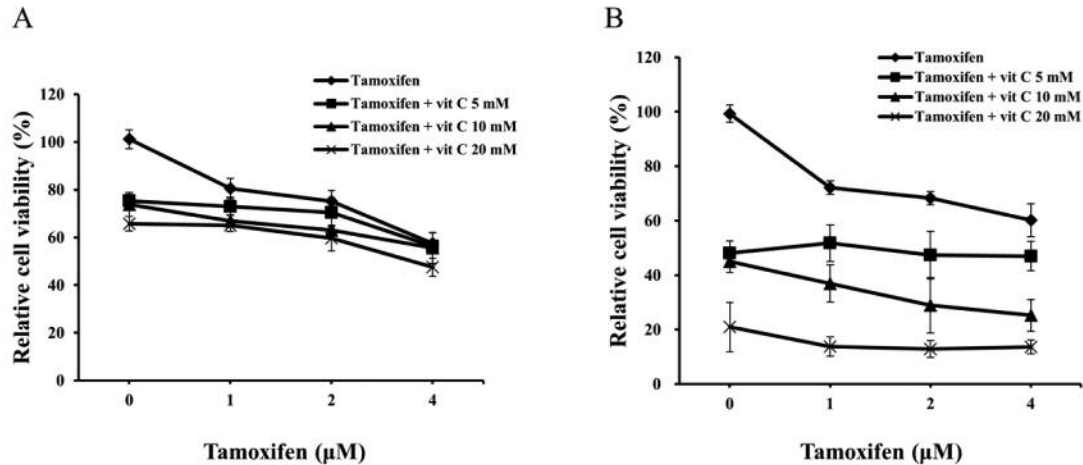 A
Tamoxifen
Tamoxifen + vit C 5 mM
Tamoxifen + vit C 10 mM
Tamoxifen + vit C 20 mM
Relative cell viability (%)
120
100
80
60
40
20
0
0 1 2 4
Tamoxifen (μM)
B
Tamoxifen
Tamoxifen + vit C 5 mM
Tamoxifen + vit C 10 mM
Tamoxifen + vit C 20 mM
Relative cell viability (%)
120
100
80
60
40
20
0
0 1 2 4
Tamoxifen (μM)